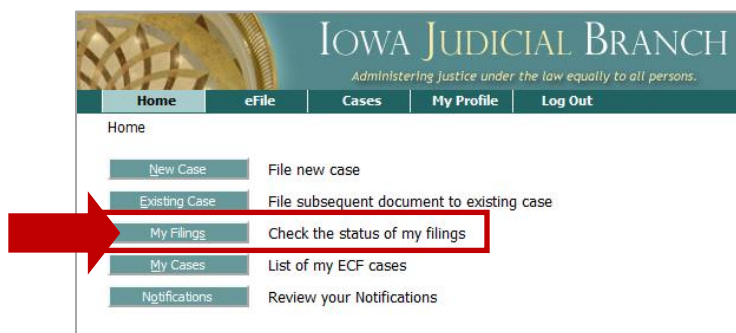 IOWA JUDICIAL BRANCH
Administering justice under the law equally to all persons.
Home eFile Cases My Profile Log Out
Home
New Case File new case
Existing Case File subsequent document to existing case
My Filings Check the status of my filings
My Cases List of my ECF cases
Notifications Review your Notifications